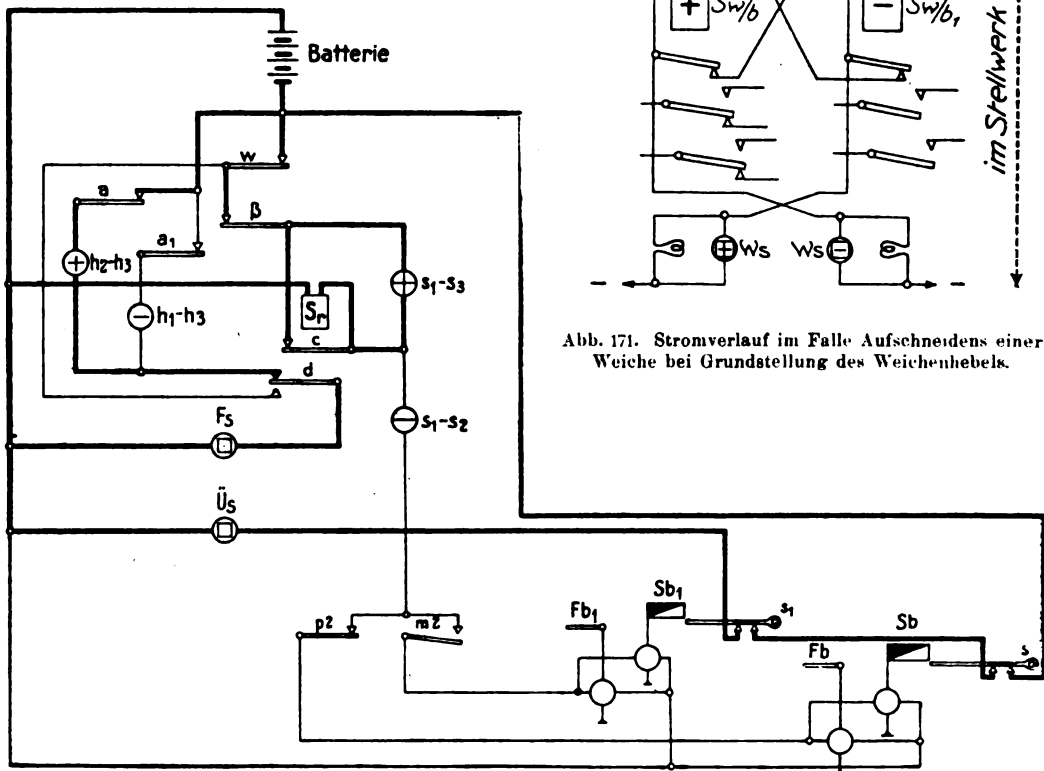 Batterie
+ Sw/b
− Sw/b₁
im Stellwerk
w
a
β
a₁
+ h₂-h₃
− h₁-h₃
+ s₁-s₃
Sr
c
d
− s₁-s₂
Fs
Üs
+ Ws
Ws −
− −
Abb. 171. Stromverlauf im Falle Aufschneidens einer
Weiche bei Grundstellung des Weichenhebels.
p2
m2
Fb₁
Sb₁
s₁
Sb
Fb
s